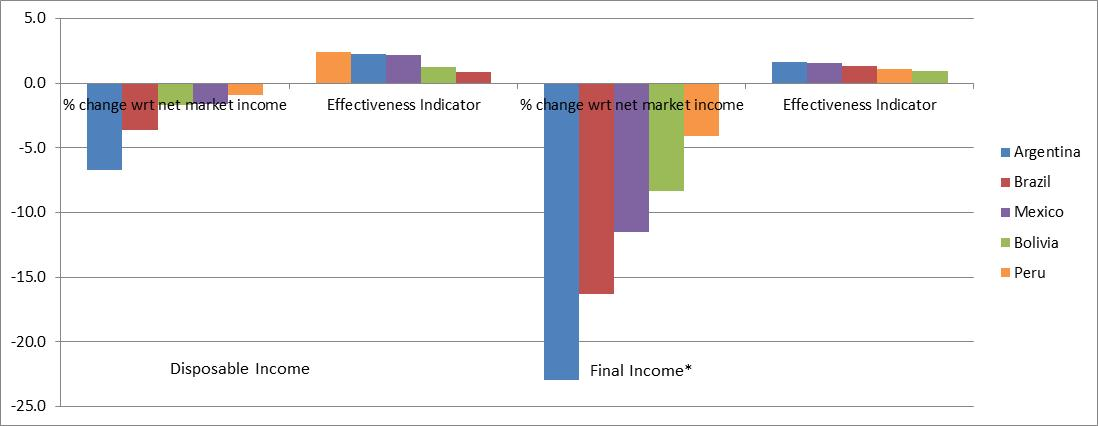 5.0
0.0
-5.0
-10.0
-15.0
-20.0
-25.0
% change wrt net market income
Effectiveness Indicator
% change wrt net market income
Effectiveness Indicator
Disposable Income
Final Income*
Argentina
Brazil
Mexico
Bolivia
Peru